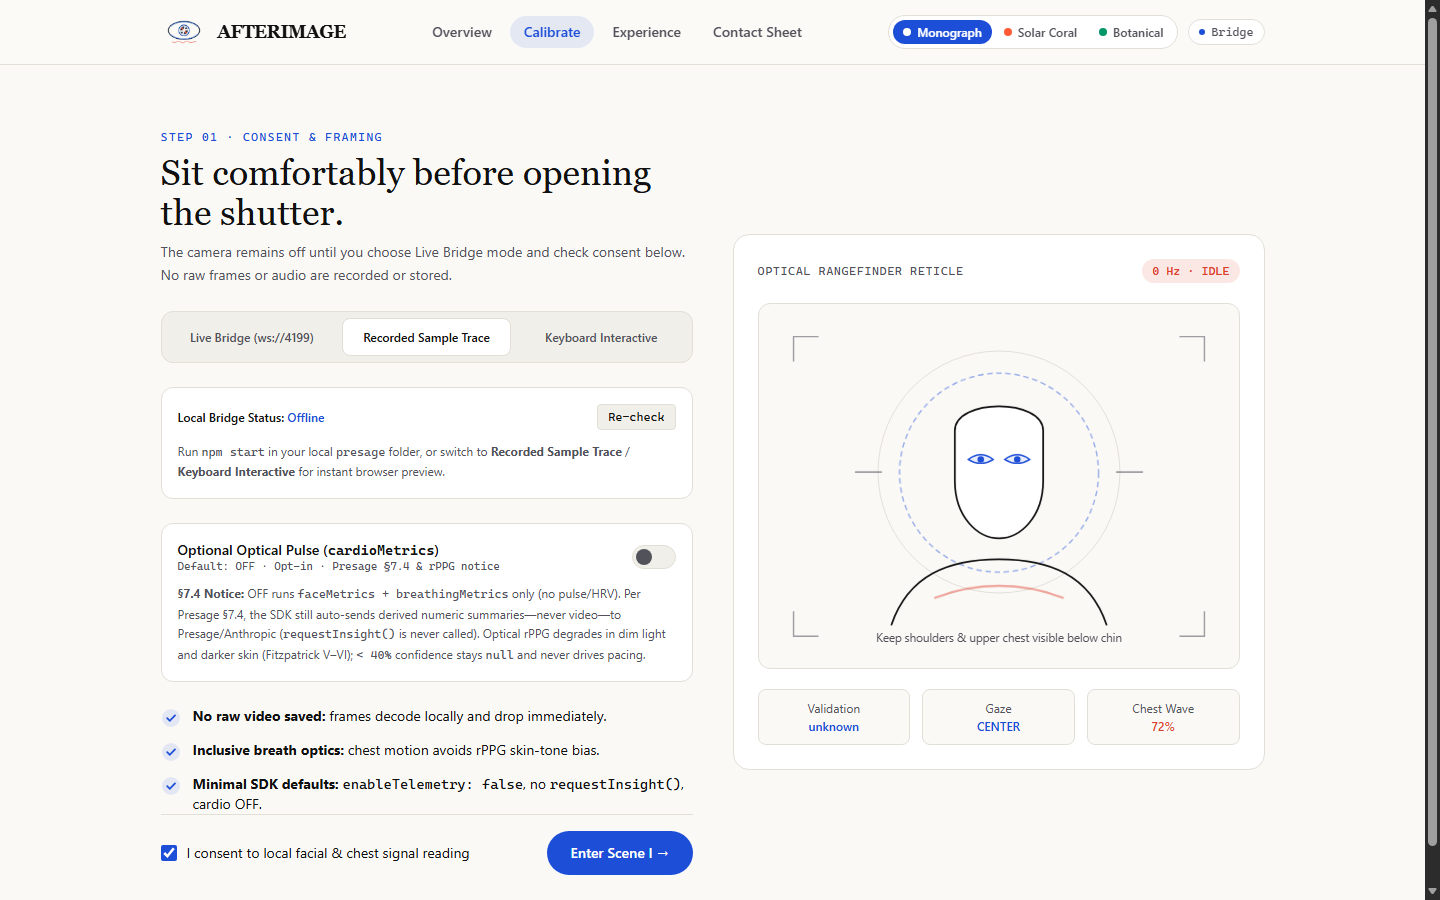 AFTERIMAGE
Overview
Calibrate
Experience
Contact Sheet
Monograph
Solar Coral
Botanical
Bridge
STEP 01 · CONSENT & FRAMING
Sit comfortably before opening
the shutter.
The camera remains off until you choose Live Bridge mode and check consent below.
No raw frames or audio are recorded or stored.
Live Bridge (ws://4199)
Recorded Sample Trace
Keyboard Interactive
Local Bridge Status: Offline
Re-check
Run npm start in your local presage folder, or switch to Recorded Sample Trace /
Keyboard Interactive for instant browser preview.
Optional Optical Pulse (cardioMetrics)
Default: OFF · Opt-in · Presage §7.4 & rPPG notice
§7.4 Notice: OFF runs faceMetrics + breathingMetrics only (no pulse/HRV). Per
Presage §7.4, the SDK still auto-sends derived numeric summaries—never video—to
Presage/Anthropic (requestInsight() is never called). Optical rPPG degrades in dim light
and darker skin (Fitzpatrick V–VI); < 40% confidence stays null and never drives pacing.
No raw video saved: frames decode locally and drop immediately.
Inclusive breath optics: chest motion avoids rPPG skin-tone bias.
Minimal SDK defaults: enableTelemetry: false, no requestInsight(),
cardio OFF.
I consent to local facial & chest signal reading
Enter Scene I →
OPTICAL RANGEFINDER RETICLE
0 Hz · IDLE
Keep shoulders & upper chest visible below chin
Validation
unknown
Gaze
CENTER
Chest Wave
72%